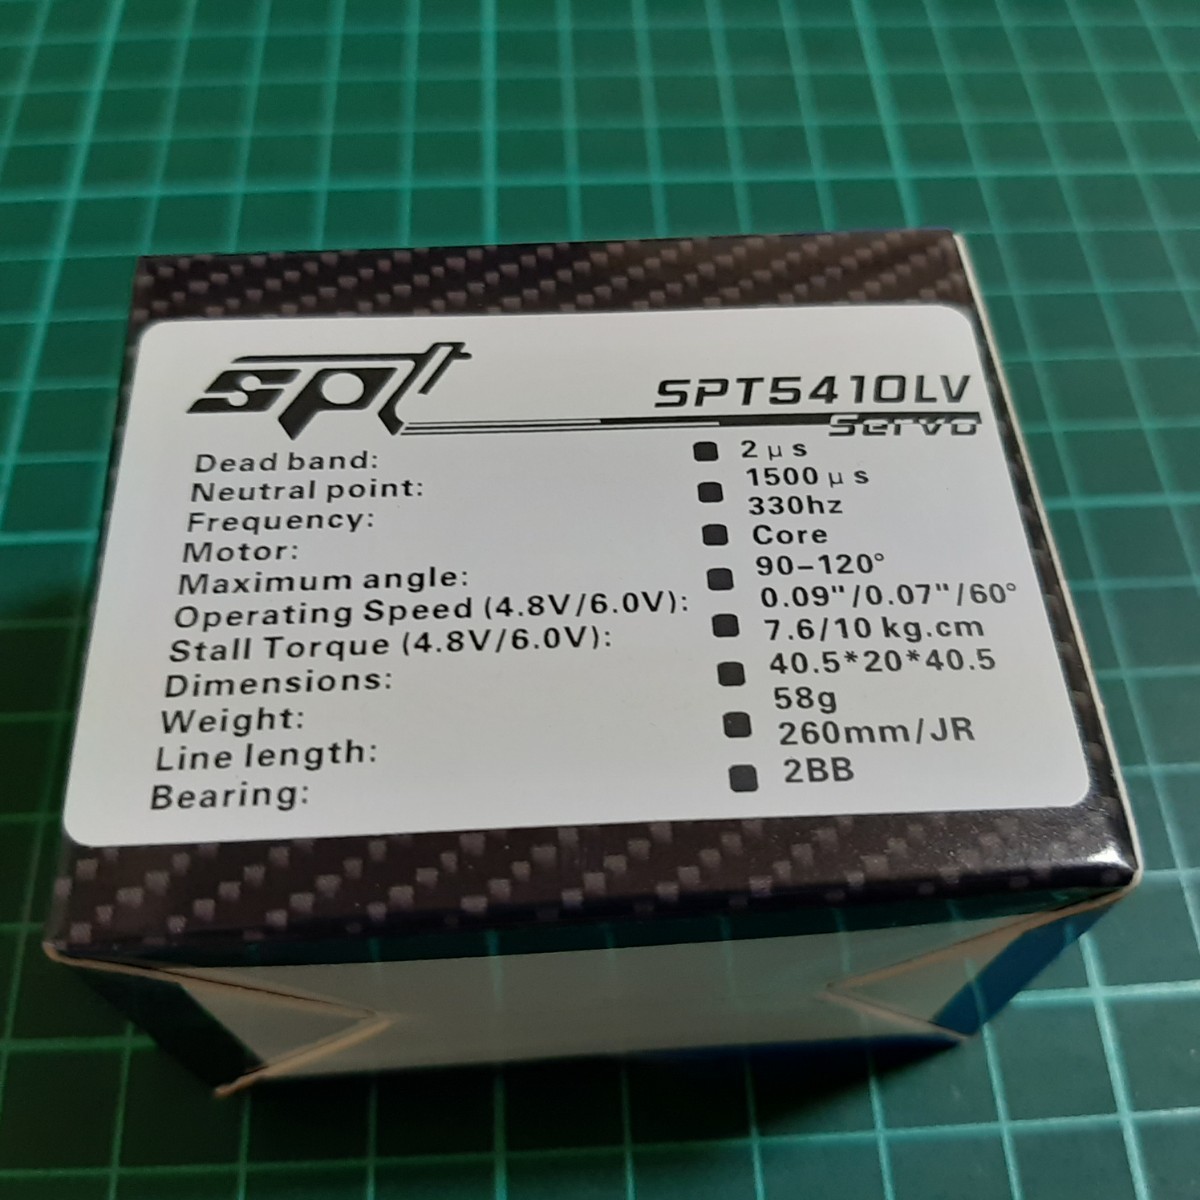 spt
SPT5410LV
Servo
Dead band: 2 μ s
Neutral point: 1500 μ s
Frequency: 330hz
Motor: Core
Maximum angle: 90-120°
Operating Speed (4.8V/6.0V): 0.09"/0.07"/60°
Stall Torque (4.8V/6.0V): 7.6/10 kg.cm
Dimensions: 40.5*20*40.5
Weight: 58g
Line length: 260mm/JR
Bearing: 2BB